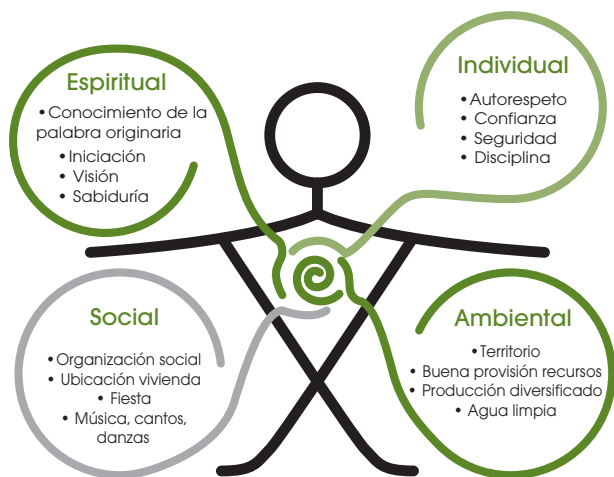 Espiritual
• Conocimiento de la
palabra originaria
• Iniciación
• Visión
• Sabiduría
Individual
• Autorespeto
• Confianza
• Seguridad
• Disciplina
Social
• Organización social
• Ubicación vivienda
• Fiesta
• Música, cantos,
danzas
Ambiental
• Territorio
• Buena provisión recursos
• Producción diversificado
• Agua limpia